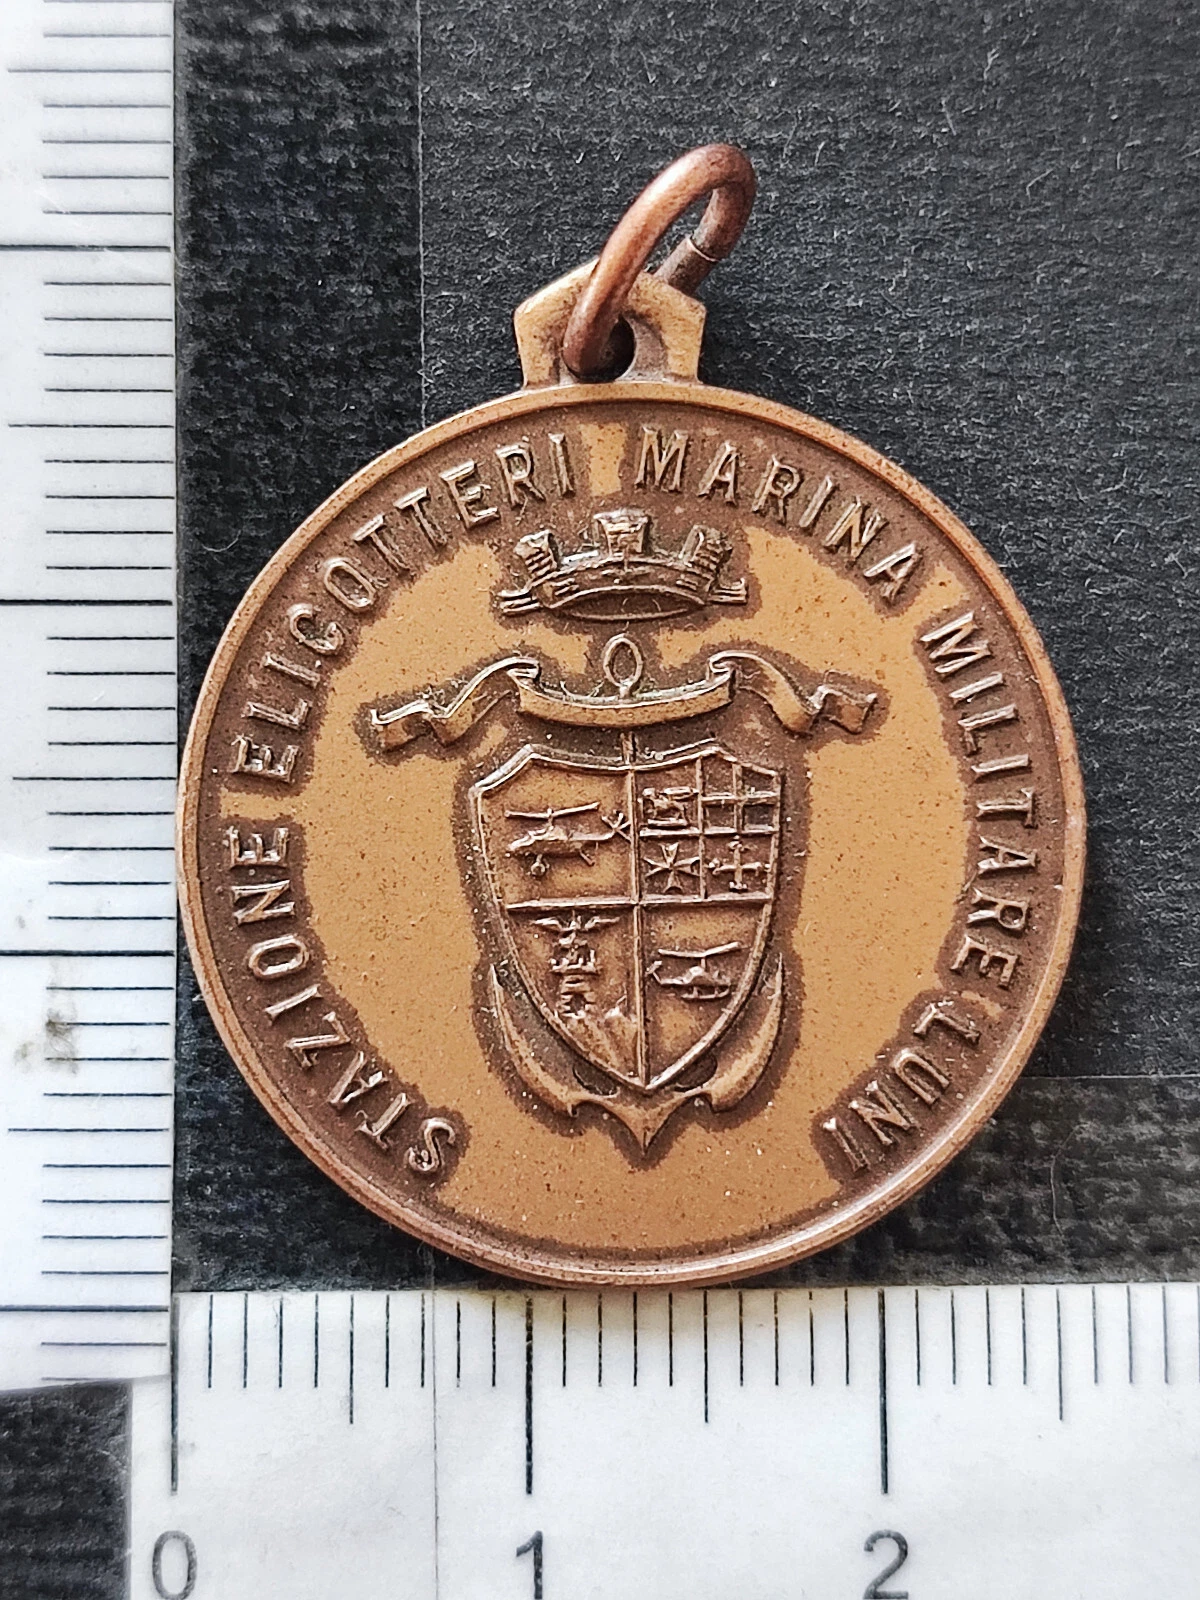 STAZIONE ELICOTTERI MARINA MILITARE LUNI
0 1 2